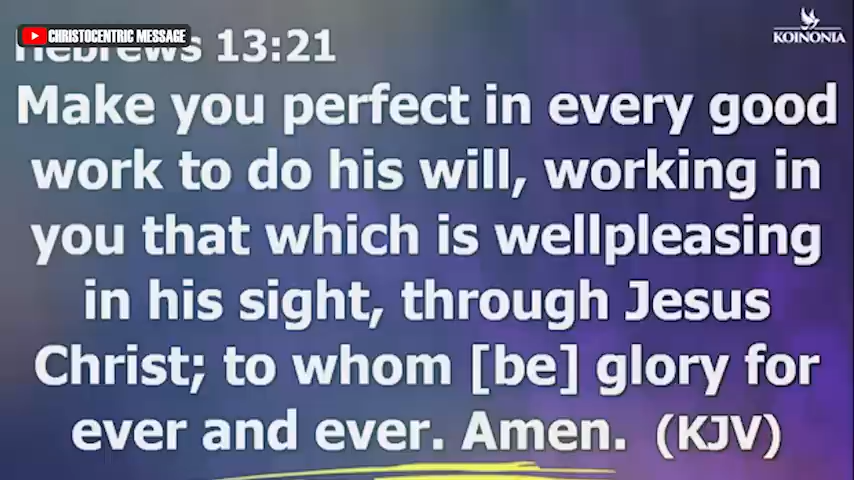 CHRISTOCENTRIC MESSAGE
KOINONIA
Hebrews 13:21
Make you perfect in every good
work to do his will, working in
you that which is wellpleasing
in his sight, through Jesus
Christ; to whom [be] glory for
ever and ever. Amen. (KJV)